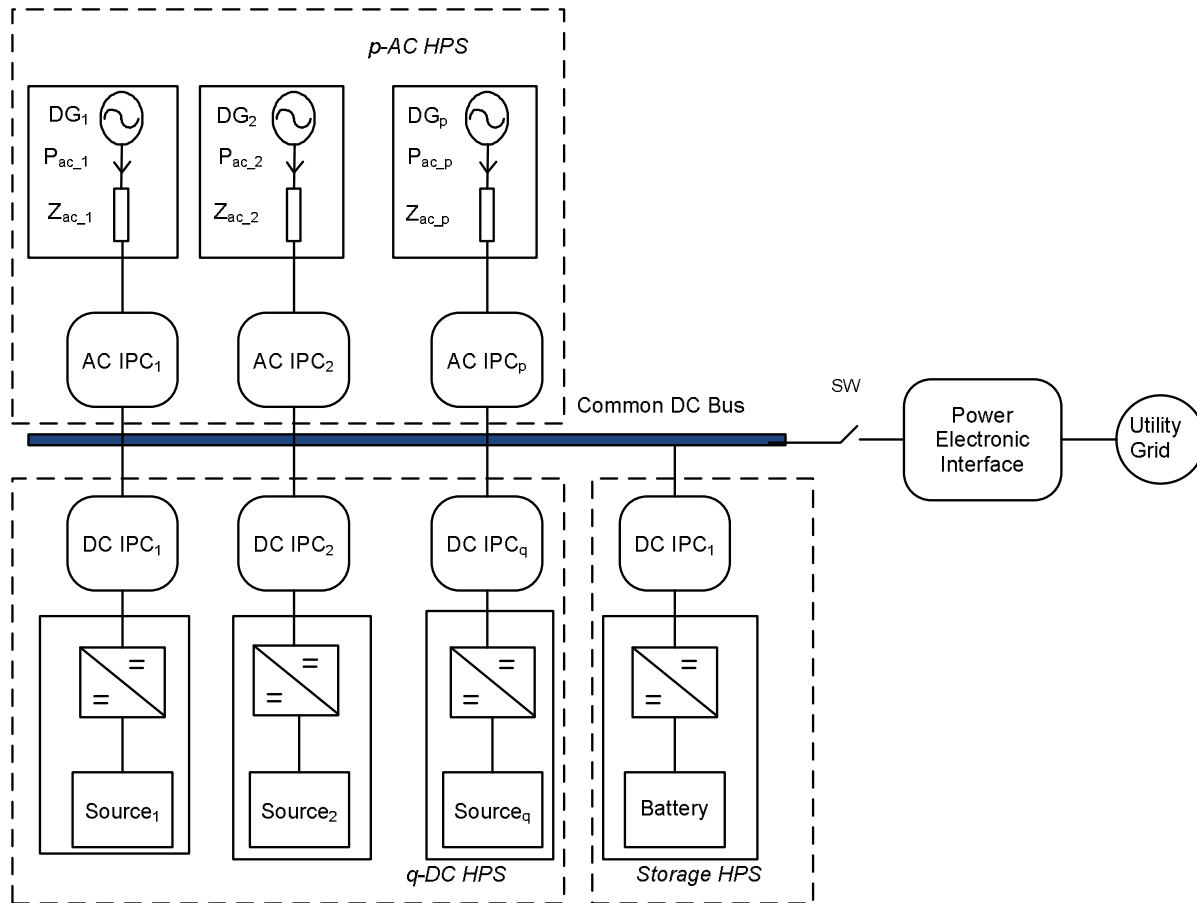 p-AC HPS
DG1
DG2
DGp
Pac_1
Pac_2
Pac_p
Zac_1
Zac_2
Zac_p
AC IPC1
AC IPC2
AC IPCp
Common DC Bus
SW
Power
Electronic
Interface
Utility
Grid
DC IPC1
DC IPC2
DC IPCq
DC IPC1
Source1
Source2
Sourceq
Battery
q-DC HPS
Storage HPS